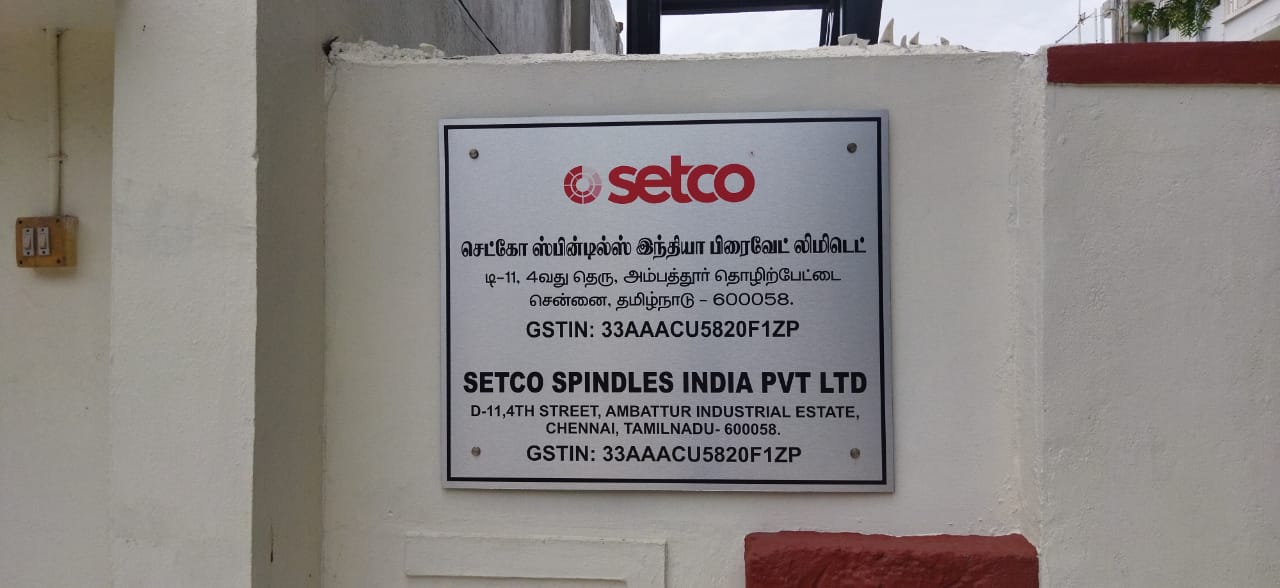 setco
செட்கோ ஸ்பின்டில்ஸ் இந்தியா பிரைவேட் லிமிடெட்
டி-11, 4வது தெரு, அம்பத்தூர் தொழிற்பேட்டை
சென்னை, தமிழ்நாடு - 600058.
GSTIN: 33AAACU5820F1ZP
SETCO SPINDLES INDIA PVT LTD
D-11,4TH STREET, AMBATTUR INDUSTRIAL ESTATE,
CHENNAI, TAMILNADU- 600058.
GSTIN: 33AAACU5820F1ZP